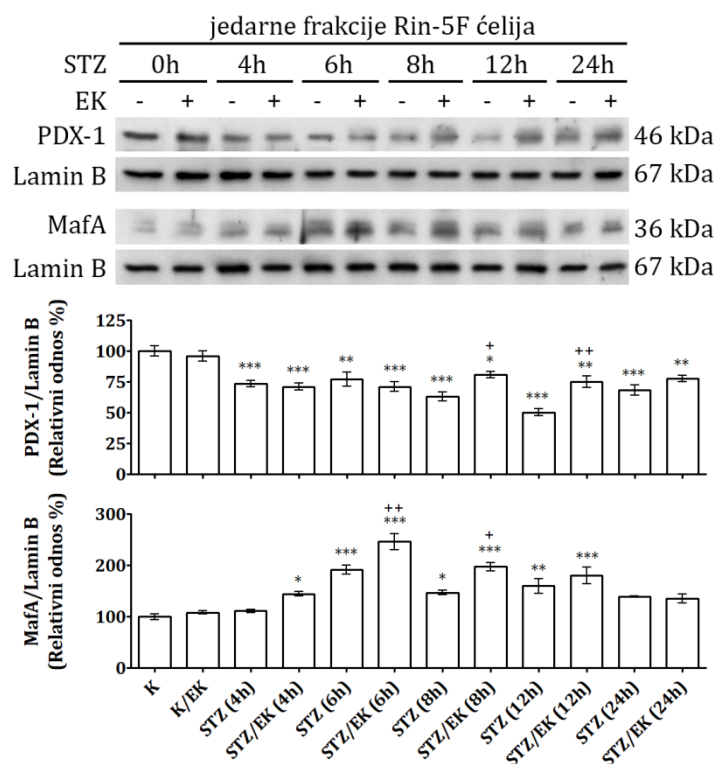 jedarne frakcije Rin-5F ćelija
STZ 0h 4h 6h 8h 12h 24h
EK - + - + - + - + - + - +
PDX-1 46 kDa
Lamin B 67 kDa
MafA 36 kDa
Lamin B 67 kDa
PDX-1/Lamin B
(Relativni odnos %)
125
100
75
50
25
0
*** *** ** *** *** + * *** ++ ** *** **
MafA/Lamin B
(Relativni odnos %)
300
200
100
0
* *** ++ *** * + *** ** ***
K K/EK STZ (4h) STZ/EK (4h) STZ (6h) STZ/EK (6h) STZ (8h) STZ/EK (8h) STZ (12h) STZ/EK (12h) STZ (24h) STZ/EK (24h)